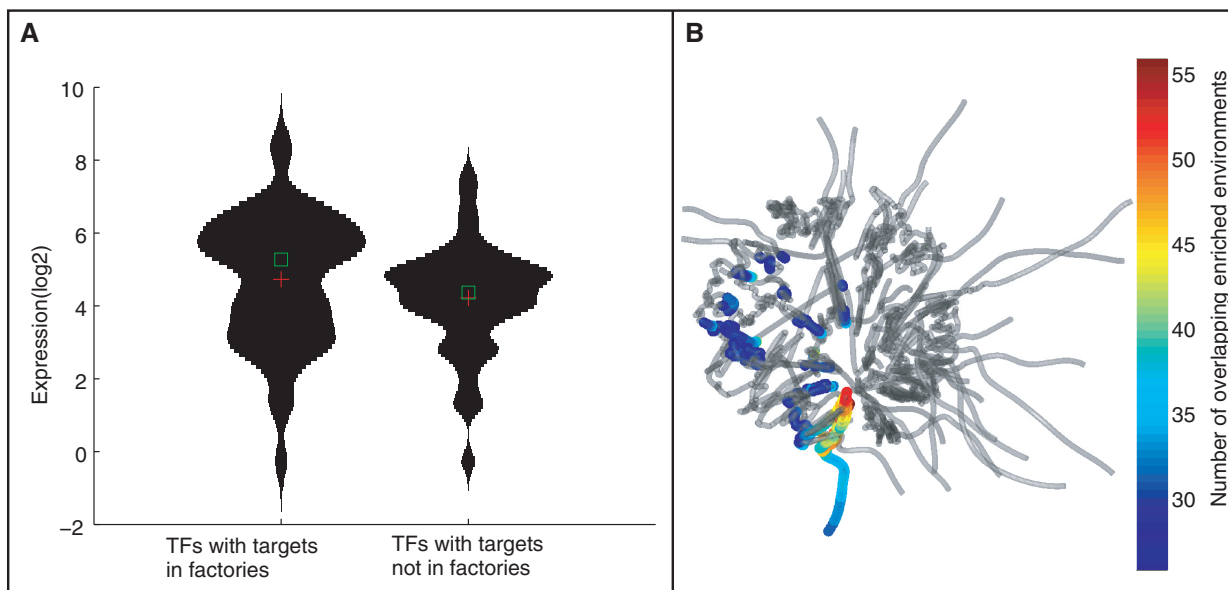 A
10
8
6
4
2
0
−2
Expression(log2)
TFs with targets
in factories
TFs with targets
not in factories
B
55
50
45
40
35
30
Number of overlapping enriched environments